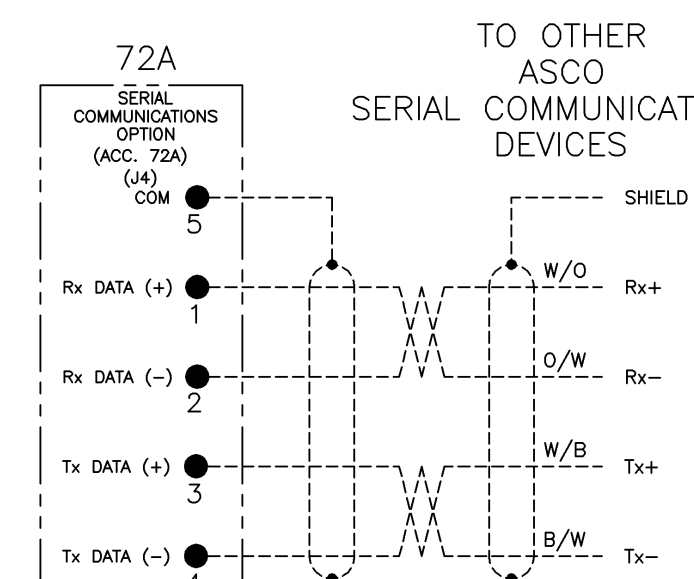 TO OTHER
72A
ASCO
SERIAL
COMMUNICATIONS
OPTION
(ACC. 72A)
(J4)
SERIAL COMMUNICAT
DEVICES
COM
5
SHIELD
W/O
Rx DATA (+)
1
Rx+
O/W
Rx DATA (-)
2
Rx-
W/B
Tx DATA (+)
3
Tx+
B/W
Tx DATA (-)
Tx-